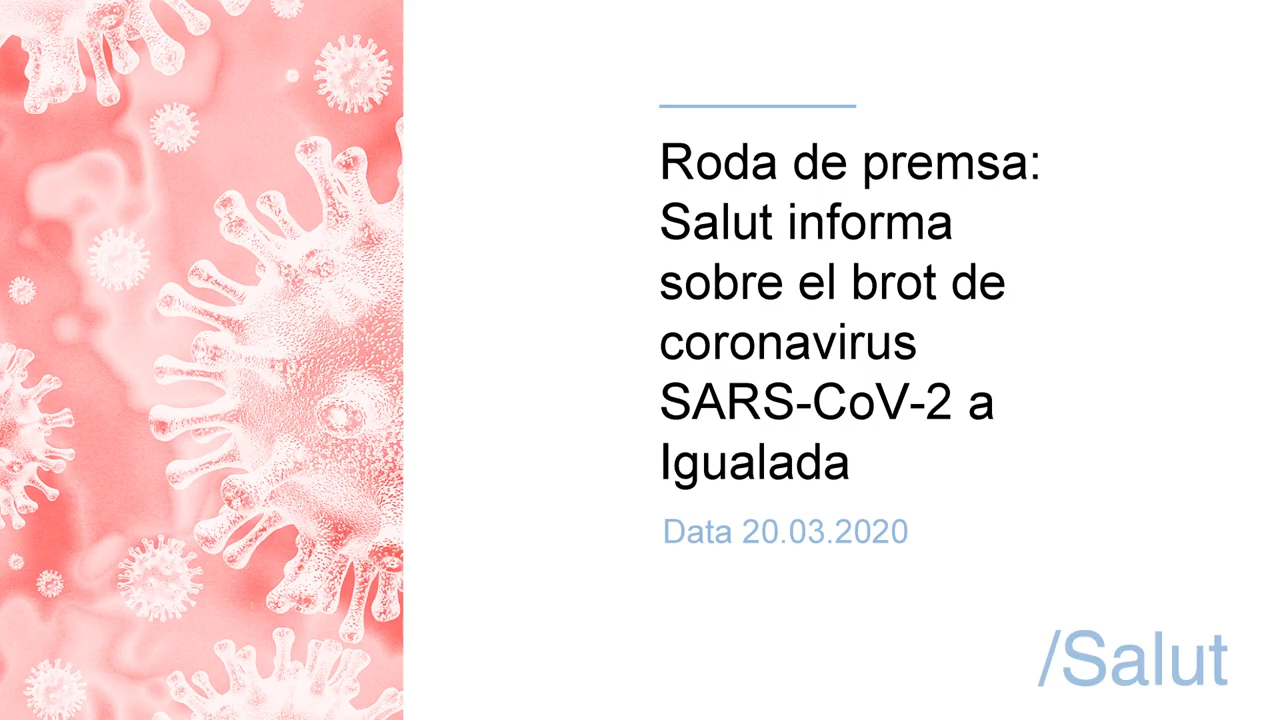 Roda de premsa:
Salut informa
sobre el brot de
coronavirus
SARS-CoV-2 a
Igualada
Data 20.03.2020
/Salut